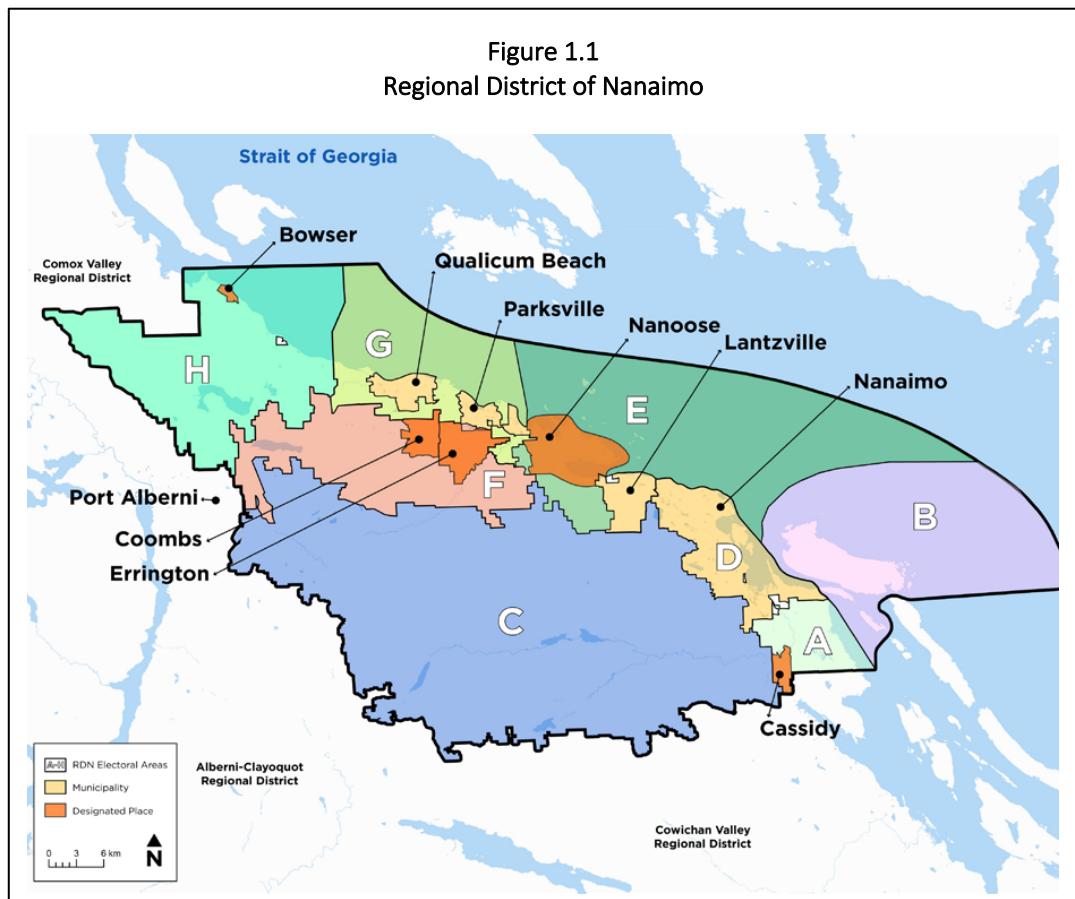 Figure 1.1
Regional District of Nanaimo
Strait of Georgia
Bowser
Comox Valley
Regional District
Qualicum Beach
Parksville
Nanoose
Lantzville
Nanaimo
G
H
E
F
B
Port Alberni
Coombs
Errington
D
C
A
Cassidy
A-H RDN Electoral Areas
Municipality
Designated Place
0 3 6 km
N
Alberni-Clayoquot
Regional District
Cowichan Valley
Regional District